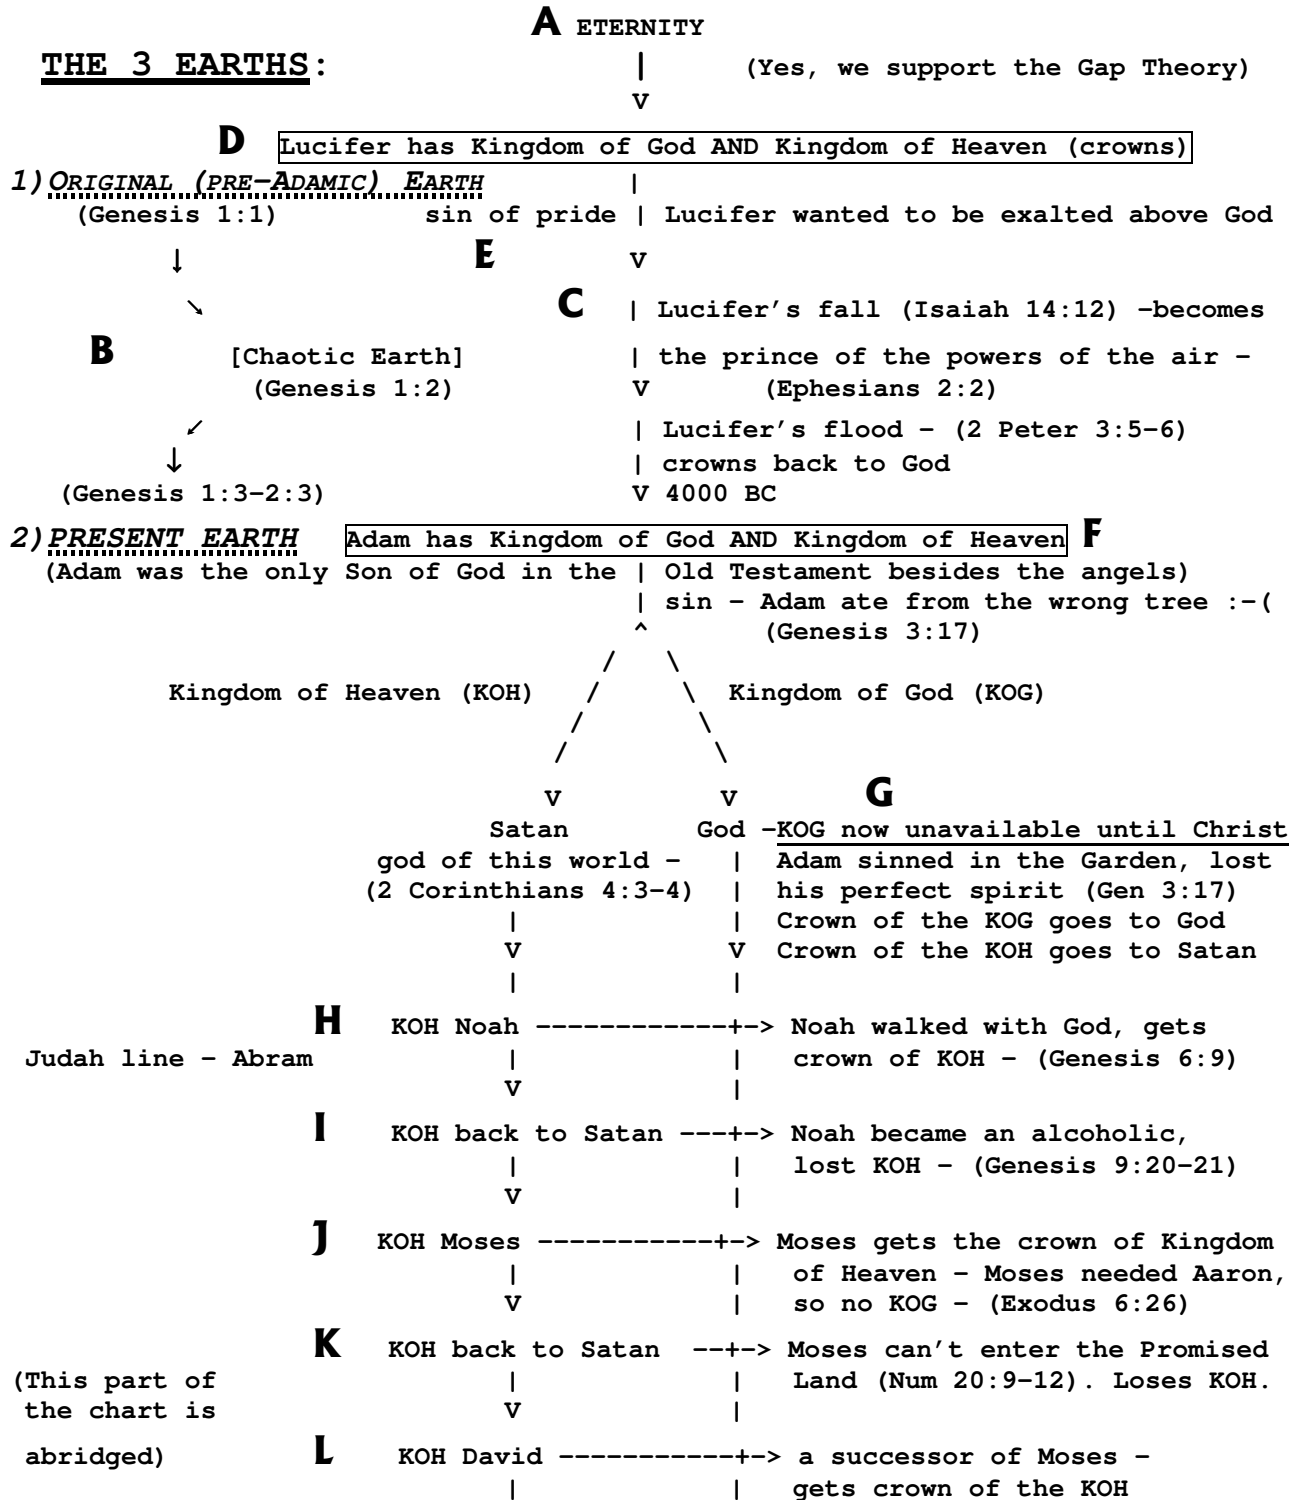 A ETERNITY
THE 3 EARTHS: | (Yes, we support the Gap Theory)
V
D Lucifer has Kingdom of God AND Kingdom of Heaven (crowns)
1) ORIGINAL (PRE-ADAMIC) EARTH |
(Genesis 1:1) sin of pride | Lucifer wanted to be exalted above God
↓ E V
↘ C | Lucifer's fall (Isaiah 14:12) -becomes
B [Chaotic Earth] | the prince of the powers of the air -
(Genesis 1:2) V (Ephesians 2:2)
↙ | Lucifer's flood - (2 Peter 3:5-6)
↓ | crowns back to God
(Genesis 1:3-2:3) V 4000 BC
2) PRESENT EARTH Adam has Kingdom of God AND Kingdom of Heaven F
(Adam was the only Son of God in the | Old Testament besides the angels)
| sin - Adam ate from the wrong tree :-(
^ (Genesis 3:17)
/ \
Kingdom of Heaven (KOH) / \ Kingdom of God (KOG)
/ \
/ \
V V G
Satan God -KOG now unavailable until Christ
god of this world - | Adam sinned in the Garden, lost
(2 Corinthians 4:3-4) | his perfect spirit (Gen 3:17)
| | Crown of the KOG goes to God
V V Crown of the KOH goes to Satan
| |
H KOH Noah ------------+-> Noah walked with God, gets
Judah line - Abram | | crown of KOH - (Genesis 6:9)
V |
I KOH back to Satan ---+-> Noah became an alcoholic,
| | lost KOH - (Genesis 9:20-21)
V |
J KOH Moses -----------+-> Moses gets the crown of Kingdom
| | of Heaven - Moses needed Aaron,
V | so no KOG - (Exodus 6:26)
K KOH back to Satan --+-> Moses can't enter the Promised
(This part of | | Land (Num 20:9-12). Loses KOH.
the chart is V |
abridged) L KOH David -----------+-> a successor of Moses -
| | gets crown of the KOH